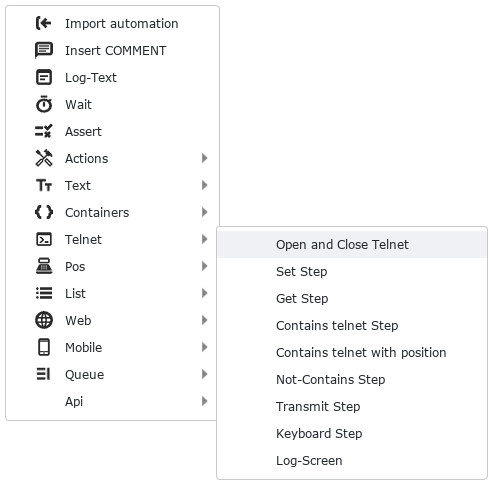 Import automation
Insert COMMENT
Log-Text
Wait
Assert
Actions
Text
Containers
Telnet
Pos
List
Web
Mobile
Queue
Api
Open and Close Telnet
Set Step
Get Step
Contains telnet Step
Contains telnet with position
Not-Contains Step
Transmit Step
Keyboard Step
Log-Screen